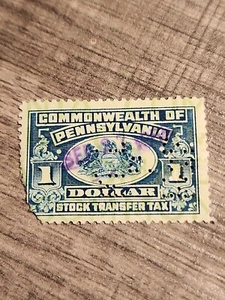 COMMONWEALTH OF
PENNSYLVANIA
1 1
DOLLAR
STOCK TRANSFER TAX